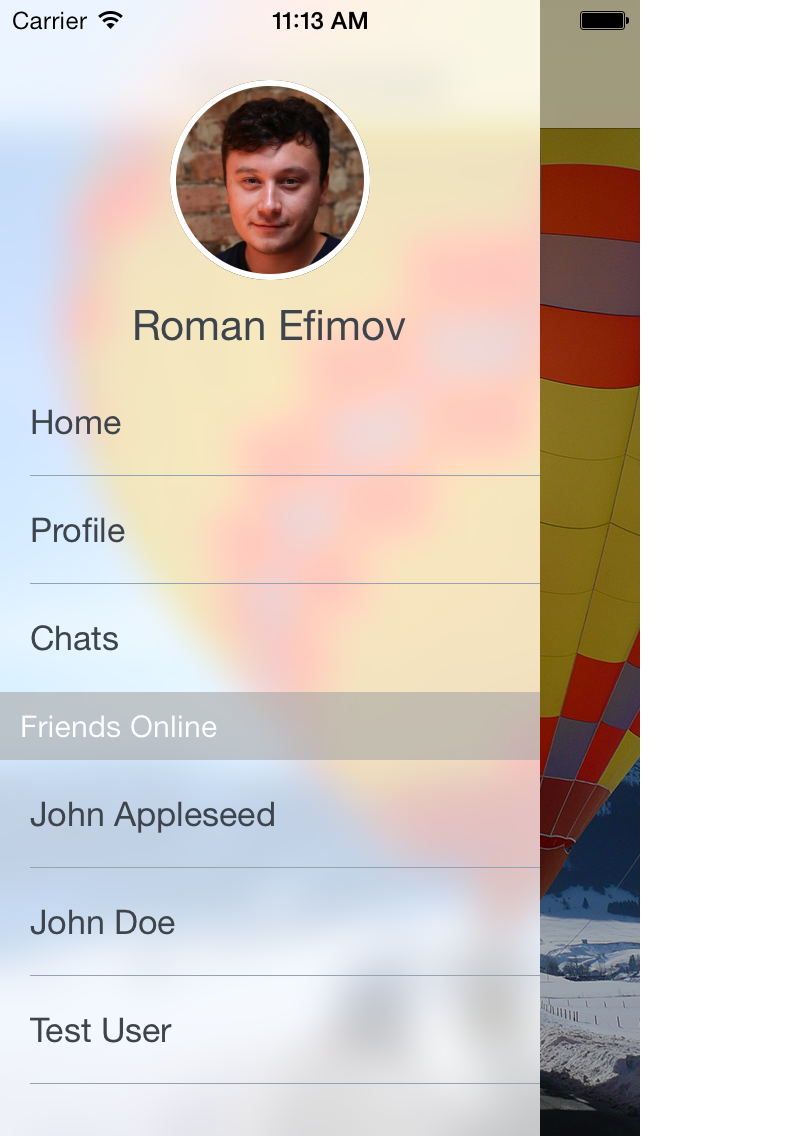 Carrier 11:13 AM
Roman Efimov
Home
Profile
Chats
Friends Online
John Appleseed
John Doe
Test User